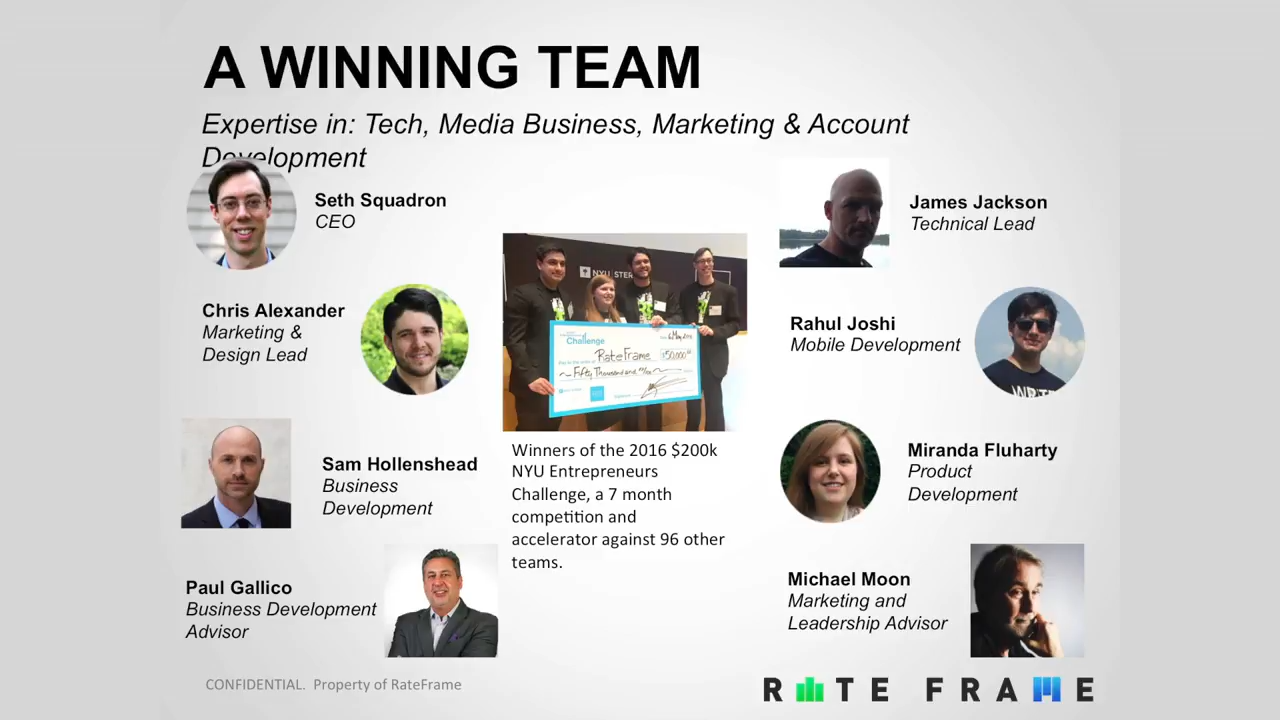 A WINNING TEAM
Expertise in: Tech, Media Business, Marketing & Account
Development
Seth Squadron
CEO
James Jackson
Technical Lead
Chris Alexander
Marketing &
Design Lead
NYU STER
Challenge
RateFrame
$50,000
Fifty Thousand
Rahul Joshi
Mobile Development
Sam Hollenshead
Business
Development
Winners of the 2016 $200k
NYU Entrepreneurs
Challenge, a 7 month
competition and
accelerator against 96 other
teams.
Miranda Fluharty
Product
Development
Paul Gallico
Business Development
Advisor
Michael Moon
Marketing and
Leadership Advisor
CONFIDENTIAL. Property of RateFrame
RATE FRAME